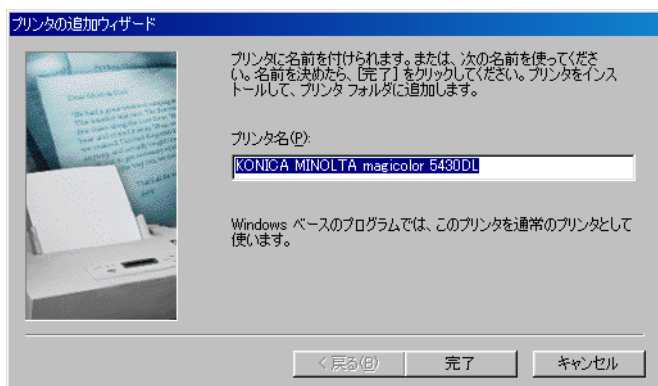 プリンタの追加ウィザード
プリンタに名前を付けられます。または、次の名前を使ってくださ
い。名前を決めたら、[完了] をクリックしてください。プリンタをインス
トールして、プリンタ フォルダに追加します。
プリンタ名(P):
KONICA MINOLTA magicolor 5430DL
Windows ベースのプログラムでは、このプリンタを通常のプリンタとして
使います。
< 戻る(B)
完了
キャンセル